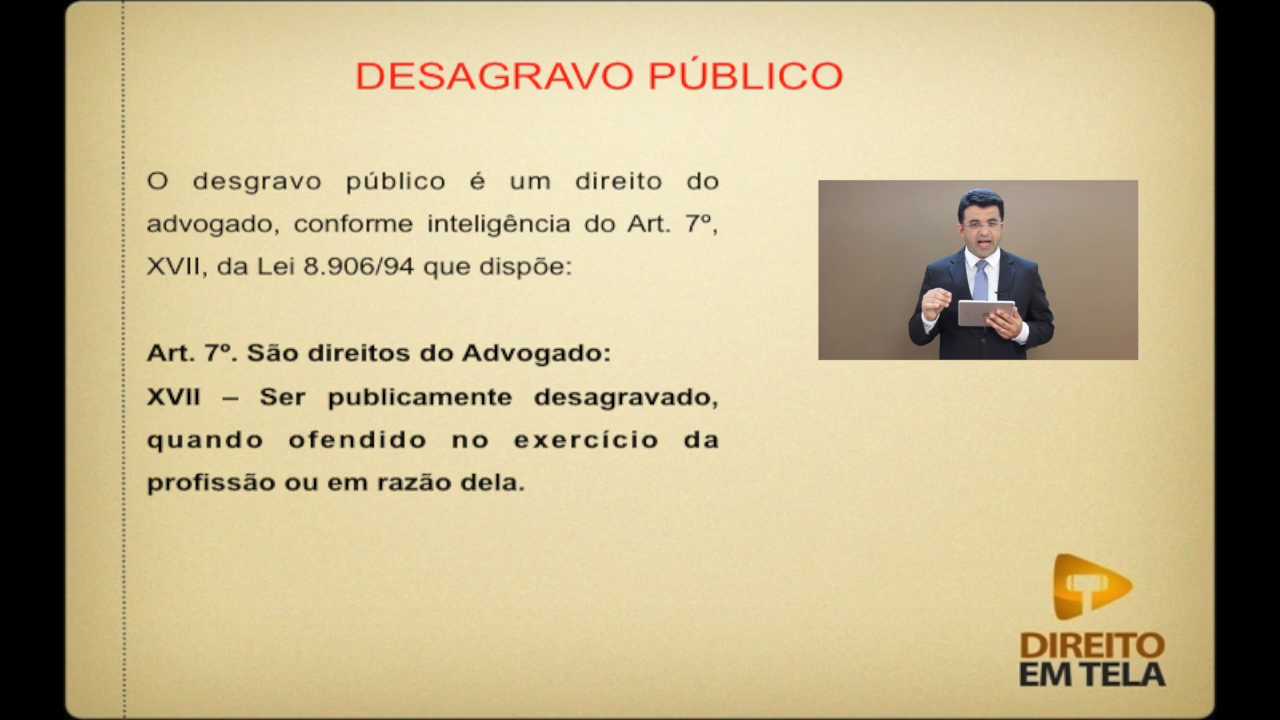 DESAGRAVO PÚBLICO
O desgravo público é um direito do
advogado, conforme inteligência do Art. 7º,
XVII, da Lei 8.906/94 que dispõe:
Art. 7º. São direitos do Advogado:
XVII – Ser publicamente desagravado,
quando ofendido no exercício da
profissão ou em razão dela.
DIREITO
EM TELA